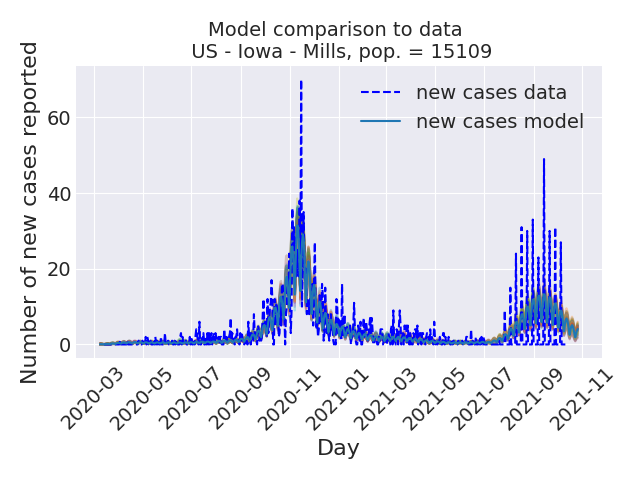 Model comparison to data
US - Iowa - Mills, pop. = 15109
new cases data
new cases model
Number of new cases reported
60
40
20
0
2020-03
2020-05
2020-07
2020-09
2020-11
2021-01
2021-03
2021-05
2021-07
2021-09
2021-11
Day